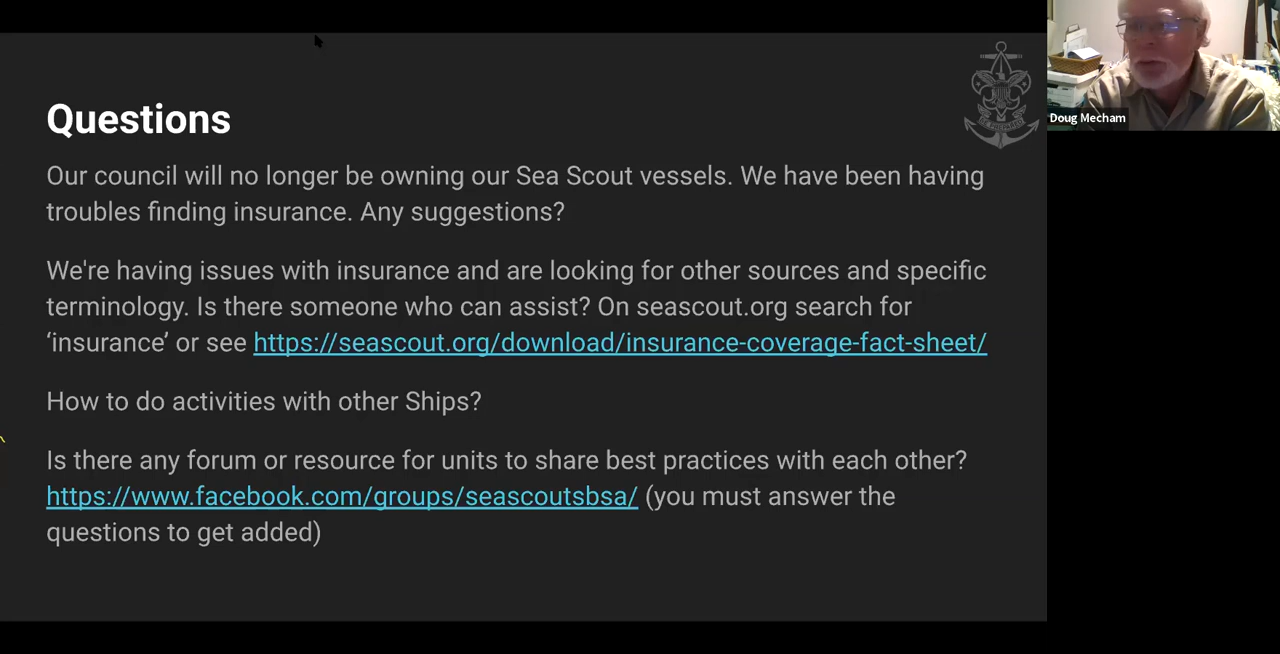 Questions
Our council will no longer be owning our Sea Scout vessels. We have been having
troubles finding insurance. Any suggestions?
We're having issues with insurance and are looking for other sources and specific
terminology. Is there someone who can assist? On seascout.org search for
‘insurance’ or see https://seascout.org/download/insurance-coverage-fact-sheet/
How to do activities with other Ships?
Is there any forum or resource for units to share best practices with each other?
https://www.facebook.com/groups/seascoutsbsa/ (you must answer the
questions to get added)
BE PREPARED
Doug Mecham